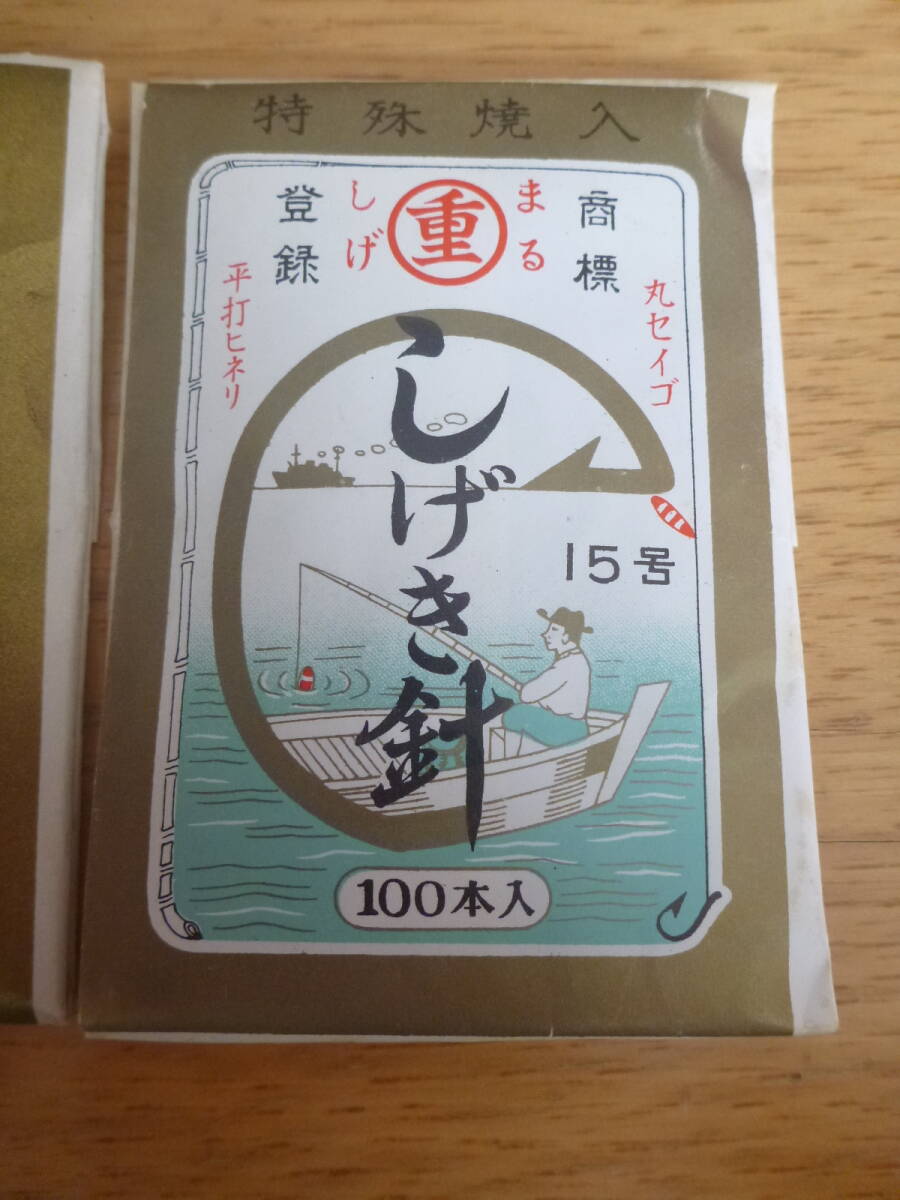 特殊焼入
商標
まる
重
しげ
登録
丸セイゴ
平打ヒネリ
しげき針
15号
100本入